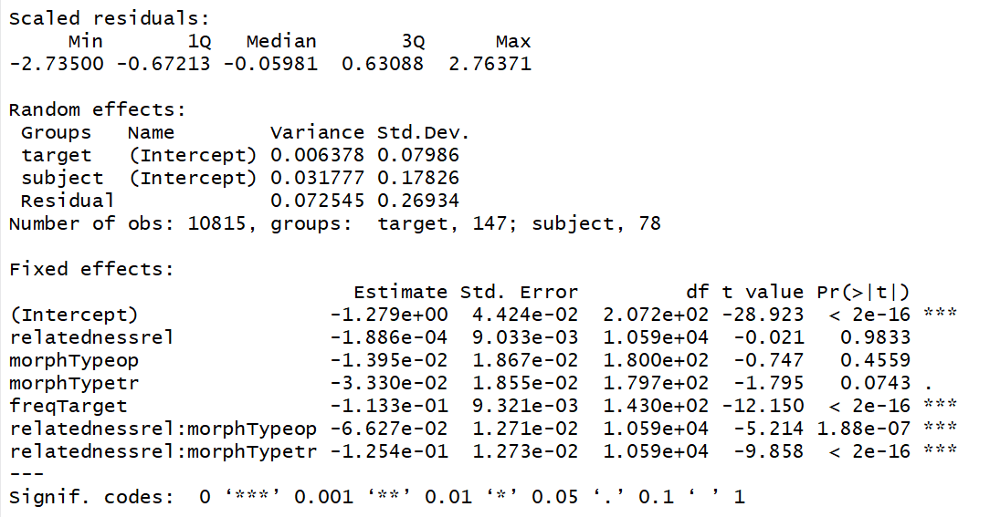 Scaled residuals:
     Min       1Q   Median       3Q      Max
-2.73500 -0.67213 -0.05981  0.63088  2.76371

Random effects:
 Groups   Name        Variance Std.Dev.
 target   (Intercept) 0.006378 0.07986
 subject  (Intercept) 0.031777 0.17826
 Residual             0.072545 0.26934
Number of obs: 10815, groups:  target, 147; subject, 78

Fixed effects:
                            Estimate Std. Error         df t value Pr(>|t|)
(Intercept)               -1.279e+00  4.424e-02  2.072e+02 -28.923  < 2e-16 ***
relatednessrel            -1.886e-04  9.033e-03  1.059e+04  -0.021   0.9833
morphTypeop               -1.395e-02  1.867e-02  1.800e+02  -0.747   0.4559
morphTypetr               -3.330e-02  1.855e-02  1.797e+02  -1.795   0.0743 .
freqTarget                -1.133e-01  9.321e-03  1.430e+02 -12.150  < 2e-16 ***
relatednessrel:morphTypeop -6.627e-02  1.271e-02  1.059e+04  -5.214 1.88e-07 ***
relatednessrel:morphTypetr -1.254e-01  1.273e-02  1.059e+04  -9.858  < 2e-16 ***
---
Signif. codes:  0 ‘***’ 0.001 ‘**’ 0.01 ‘*’ 0.05 ‘.’ 0.1 ‘ ’ 1